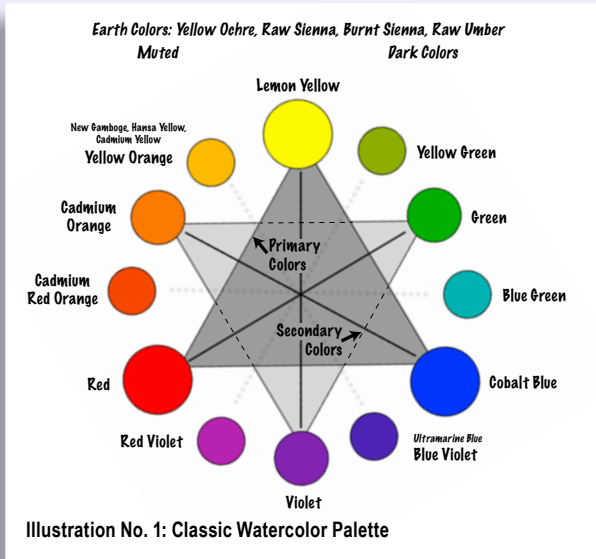 Earth Colors: Yellow Ochre, Raw Sienna, Burnt Sienna, Raw Umber
Muted
Dark Colors
Lemon Yellow
New Gamboge, Hansa Yellow,
Cadmium Yellow
Yellow Orange
Yellow Green
Cadmium
Orange
Green
Primary
Colors
Cadmium
Red Orange
Blue Green
Secondary
Colors
Red
Cobalt Blue
Red Violet
Ultramarine Blue
Blue Violet
Violet
Illustration No. 1: Classic Watercolor Palette